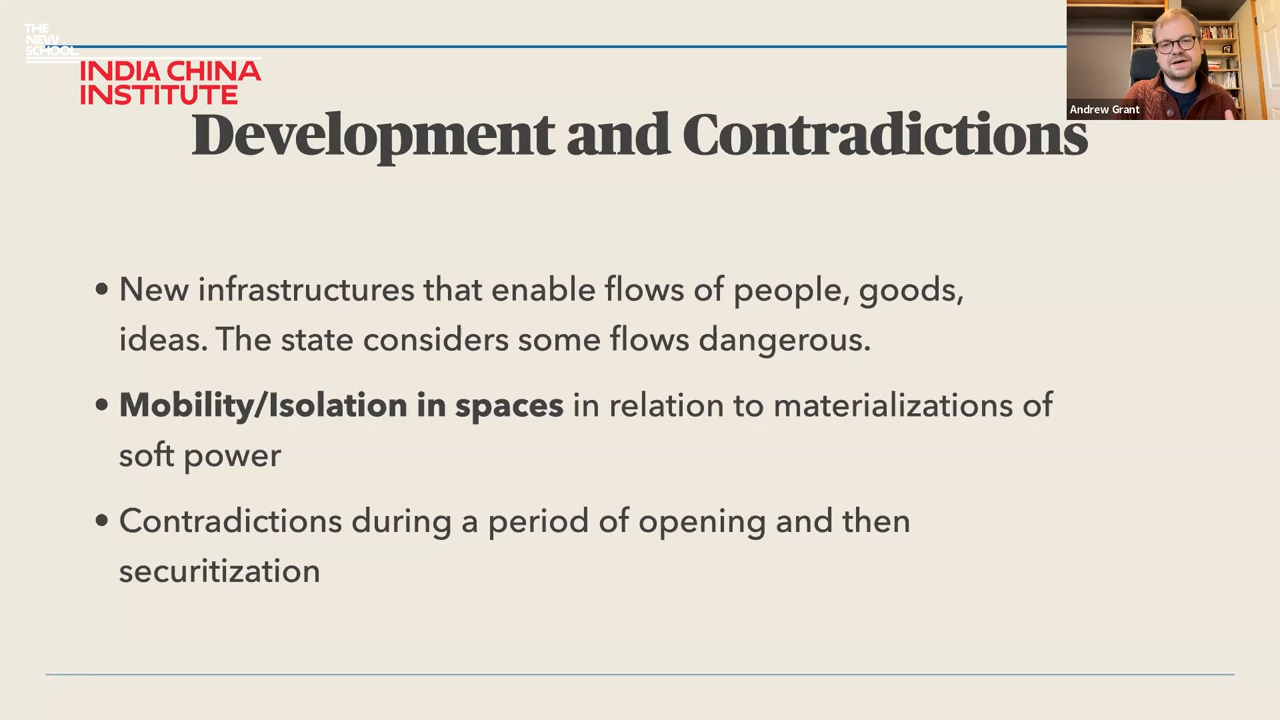 THE
NEW
SCHOOL
INDIA CHINA
INSTITUTE
Andrew Grant
Development and Contradictions
• New infrastructures that enable flows of people, goods,
ideas. The state considers some flows dangerous.
• Mobility/Isolation in spaces in relation to materializations of
soft power
• Contradictions during a period of opening and then
securitization